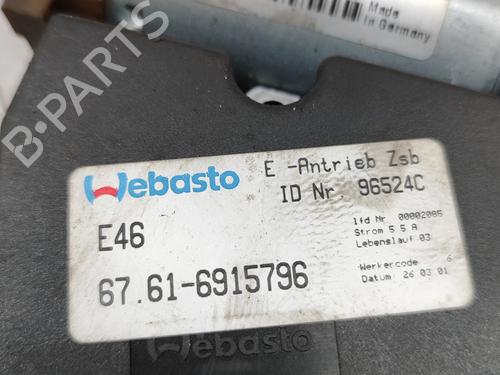 Made
in Germany
B-PARTS
Webasto
E -Antrieb Zsb
ID Nr. 96524C
E46
lfd Nr 00002085
Strom 5 5 A
Lebenslauf 03
67.61-6915796
Werkercode 6
Datum 26 03 01
Webasto